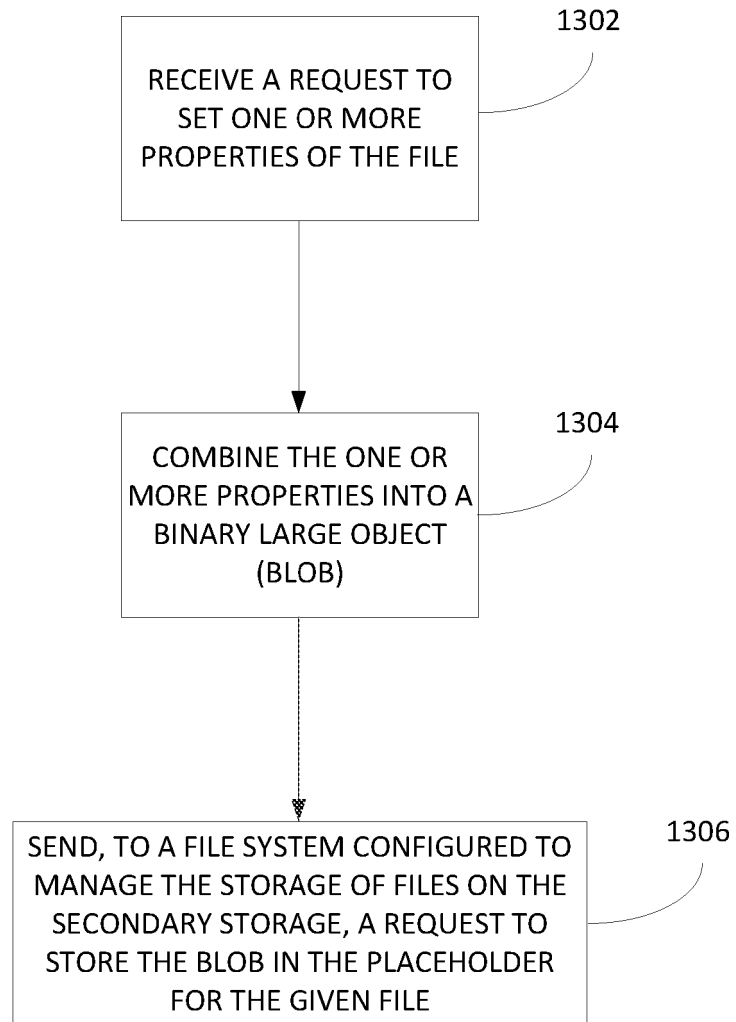 1302
RECEIVE A REQUEST TO
SET ONE OR MORE
PROPERTIES OF THE FILE
1304
COMBINE THE ONE OR
MORE PROPERTIES INTO A
BINARY LARGE OBJECT
(BLOB)
1306
SEND, TO A FILE SYSTEM CONFIGURED TO
MANAGE THE STORAGE OF FILES ON THE
SECONDARY STORAGE, A REQUEST TO
STORE THE BLOB IN THE PLACEHOLDER
FOR THE GIVEN FILE